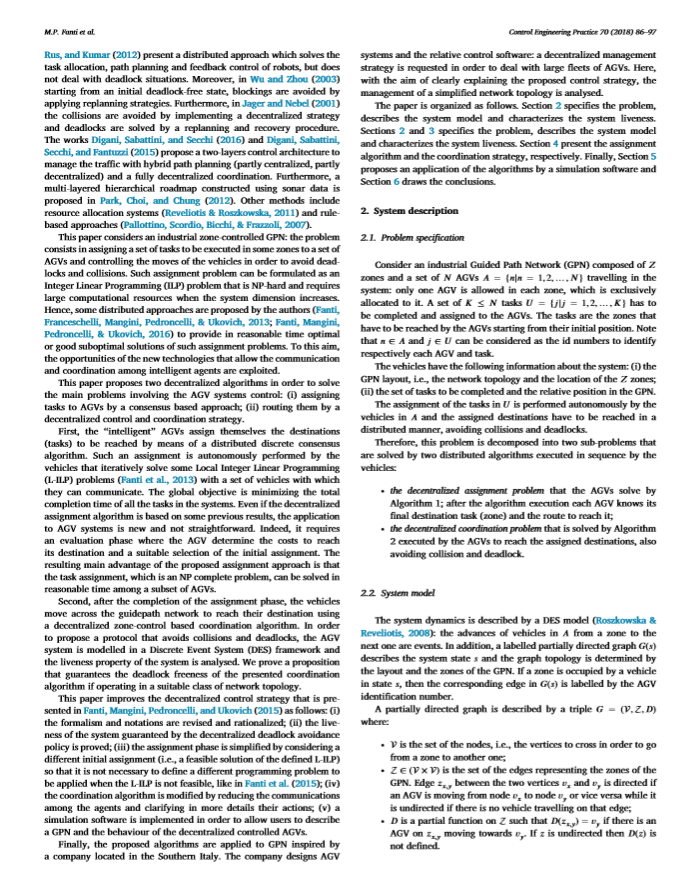 M.P. Fanti et al.
Control Engineering Practice 70 (2018) 86–97
Rus, and Kumar (2012) present a distributed approach which solves the
task allocation, path planning and feedback control of robots, but does
not deal with deadlock situations. Moreover, in Wu and Zhou (2003)
starting from an initial deadlock-free state, blockings are avoided by
applying replanning strategies. Furthermore, in Jager and Nebel (2001)
the collisions are avoided by implementing a decentralized strategy
and deadlocks are solved by a replanning and recovery procedure.
The works Digani, Sabattini, and Secchi (2016) and Digani, Sabattini,
Secchi, and Fantuzzi (2015) propose a two-layers control architecture to
manage the traffic with hybrid path planning (partly centralized, partly
decentralized) and a fully decentralized coordination. Furthermore, a
multi-layered hierarchical roadmap constructed using sonar data is
proposed in Park, Choi, and Chung (2012). Other methods include
resource allocation systems (Reveliotis & Roszkowska, 2011) and rule-
based approaches (Pallottino, Scordio, Bicchi, & Frazzoli, 2007).
This paper considers an industrial zone-controlled GPN: the problem
consists in assigning a set of tasks to be executed in some zones to a set of
AGVs and controlling the moves of the vehicles in order to avoid dead-
locks and collisions. Such assignment problem can be formulated as an
Integer Linear Programming (ILP) problem that is NP-hard and requires
large computational resources when the system dimension increases.
Hence, some distributed approaches are proposed by the authors (Fanti,
Franceschelli, Mangini, Pedroncelli, & Ukovich, 2013; Fanti, Mangini,
Pedroncelli, & Ukovich, 2016) to provide in reasonable time optimal
or good suboptimal solutions of such assignment problems. To this aim,
the opportunities of the new technologies that allow the communication
and coordination among intelligent agents are exploited.
This paper proposes two decentralized algorithms in order to solve
the main problems involving the AGV systems control: (i) assigning
tasks to AGVs by a consensus based approach; (ii) routing them by a
decentralized control and coordination strategy.
First, the “intelligent” AGVs assign themselves the destinations
(tasks) to be reached by means of a distributed discrete consensus
algorithm. Such an assignment is autonomously performed by the
vehicles that iteratively solve some Local Integer Linear Programming
(L-ILP) problems (Fanti et al., 2013) with a set of vehicles with which
they can communicate. The global objective is minimizing the total
completion time of all the tasks in the systems. Even if the decentralized
assignment algorithm is based on some previous results, the application
to AGV systems is new and not straightforward. Indeed, it requires
an evaluation phase where the AGV determine the costs to reach
its destination and a suitable selection of the initial assignment. The
resulting main advantage of the proposed assignment approach is that
the task assignment, which is an NP complete problem, can be solved in
reasonable time among a subset of AGVs.
Second, after the completion of the assignment phase, the vehicles
move across the guidepath network to reach their destination using
a decentralized zone-control based coordination algorithm. In order
to propose a protocol that avoids collisions and deadlocks, the AGV
system is modelled in a Discrete Event System (DES) framework and
the liveness property of the system is analysed. We prove a proposition
that guarantees the deadlock freeness of the presented coordination
algorithm if operating in a suitable class of network topology.
This paper improves the decentralized control strategy that is pre-
sented in Fanti, Mangini, Pedroncelli, and Ukovich (2015) as follows: (i)
the formalism and notations are revised and rationalized; (ii) the live-
ness of the system guaranteed by the decentralized deadlock avoidance
policy is proved; (iii) the assignment phase is simplified by considering a
different initial assignment (i.e., a feasible solution of the defined L-ILP)
so that it is not necessary to define a different programming problem to
be applied when the L-ILP is not feasible, like in Fanti et al. (2015); (iv)
the coordination algorithm is modified by reducing the communications
among the agents and clarifying in more details their actions; (v) a
simulation software is implemented in order to allow users to describe
a GPN and the behaviour of the decentralized controlled AGVs.
Finally, the proposed algorithms are applied to GPN inspired by
a company located in the Southern Italy. The company designs AGV
systems and the relative control software: a decentralized management
strategy is requested in order to deal with large fleets of AGVs. Here,
with the aim of clearly explaining the proposed control strategy, the
management of a simplified network topology is analysed.
The paper is organized as follows. Section 2 specifies the problem,
describes the system model and characterizes the system liveness.
Sections 2 and 3 specifies the problem, describes the system model
and characterizes the system liveness. Section 4 present the assignment
algorithm and the coordination strategy, respectively. Finally, Section 5
proposes an application of the algorithms by a simulation software and
Section 6 draws the conclusions.
2. System description
2.1. Problem specification
Consider an industrial Guided Path Network (GPN) composed of Z
zones and a set of N AGVs A = {n|n = 1, 2, … , N} travelling in the
system: only one AGV is allowed in each zone, which is exclusively
allocated to it. A set of K ≤ N tasks U = {j|j = 1, 2, … , K} has to
be completed and assigned to the AGVs. The tasks are the zones that
have to be reached by the AGVs starting from their initial position. Note
that n ∈ A and j ∈ U can be considered as the id numbers to identify
respectively each AGV and task.
The vehicles have the following information about the system: (i) the
GPN layout, i.e., the network topology and the location of the Z zones;
(ii) the set of tasks to be completed and the relative position in the GPN.
The assignment of the tasks in U is performed autonomously by the
vehicles in A and the assigned destinations have to be reached in a
distributed manner, avoiding collisions and deadlocks.
Therefore, this problem is decomposed into two sub-problems that
are solved by two distributed algorithms executed in sequence by the
vehicles:
• the decentralized assignment problem that the AGVs solve by
Algorithm 1; after the algorithm execution each AGV knows its
final destination task (zone) and the route to reach it;
• the decentralized coordination problem that is solved by Algorithm
2 executed by the AGVs to reach the assigned destinations, also
avoiding collision and deadlock.
2.2. System model
The system dynamics is described by a DES model (Roszkowska &
Reveliotis, 2008): the advances of vehicles in A from a zone to the
next one are events. In addition, a labelled partially directed graph G(s)
describes the system state s and the graph topology is determined by
the layout and the zones of the GPN. If a zone is occupied by a vehicle
in state s, then the corresponding edge in G(s) is labelled by the AGV
identification number.
A partially directed graph is described by a triple G = (𝒱, 𝒵, D)
where:
• 𝒱 is the set of the nodes, i.e., the vertices to cross in order to go
from a zone to another one;
• 𝒵 ∈ (𝒱 × 𝒱) is the set of the edges representing the zones of the
GPN. Edge z_{x,y} between the two vertices v_x and v_y is directed if
an AGV is moving from node v_x to node v_y or vice versa while it
is undirected if there is no vehicle travelling on that edge;
• D is a partial function on 𝒵 such that D(z_{x,y}) = v_y if there is an
AGV on z_{x,y} moving towards v_y. If z is undirected then D(z) is
not defined.